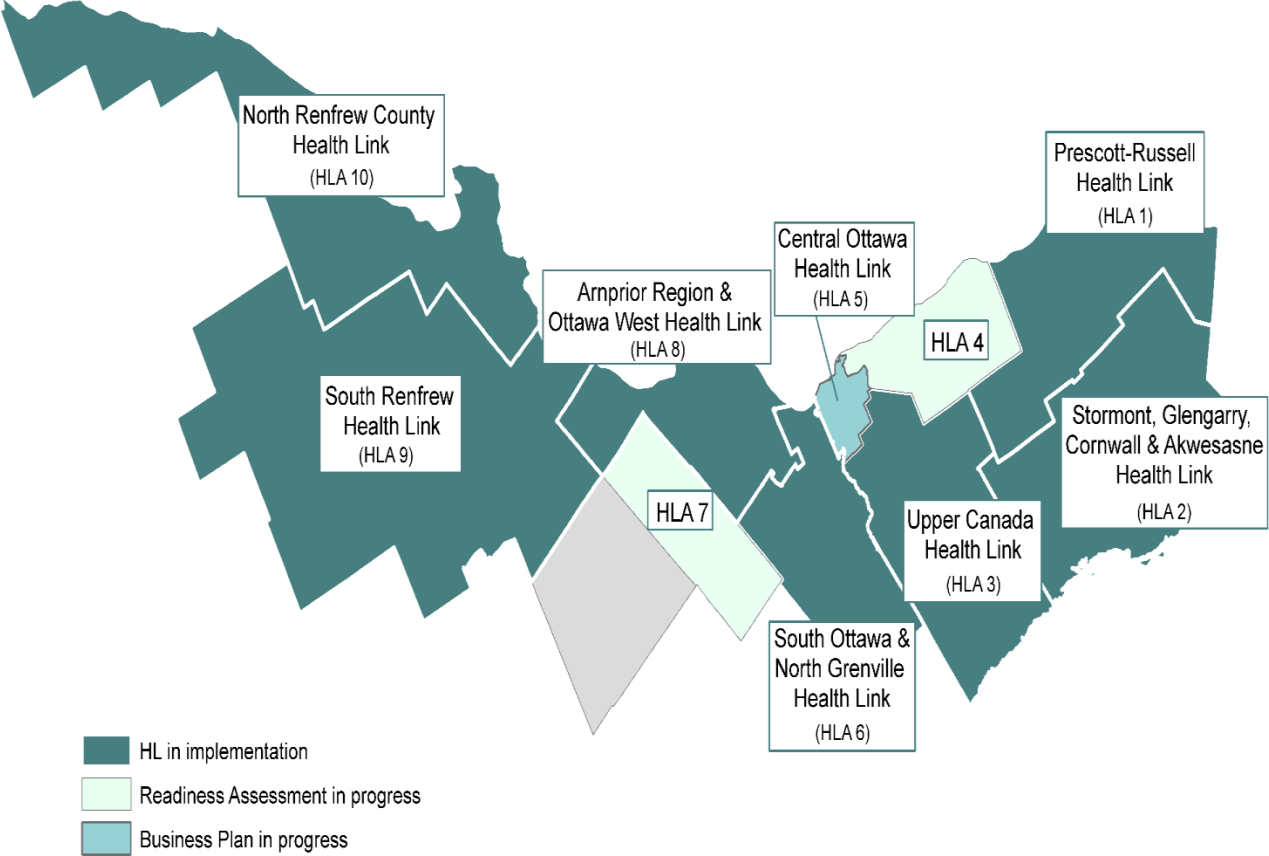 North Renfrew County
Health Link
(HLA 10)
Prescott-Russell
Health Link
(HLA 1)
Central Ottawa
Health Link
(HLA 5)
Arnprior Region &
Ottawa West Health Link
(HLA 8)
HLA 4
South Renfrew
Health Link
(HLA 9)
Stormont, Glengarry,
Cornwall & Akwesasne
Health Link
(HLA 2)
HLA 7
Upper Canada
Health Link
(HLA 3)
South Ottawa &
North Grenville
Health Link
(HLA 6)
HL in implementation
Readiness Assessment in progress
Business Plan in progress